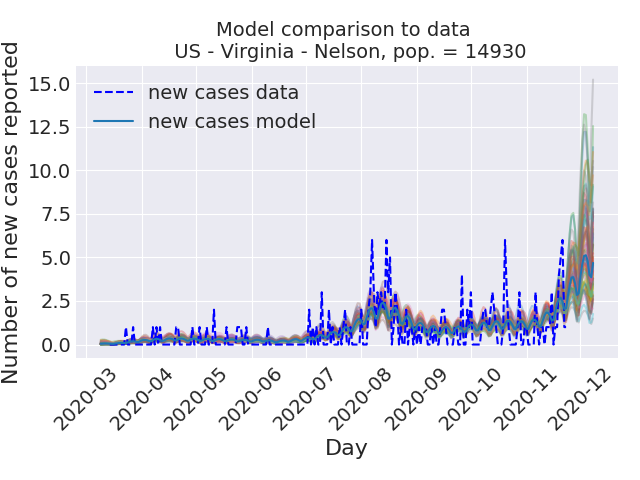 Model comparison to data
US - Virginia - Nelson, pop. = 14930
Number of new cases reported
15.0
12.5
10.0
7.5
5.0
2.5
0.0
new cases data
new cases model
2020-03
2020-04
2020-05
2020-06
2020-07
2020-08
2020-09
2020-10
2020-11
2020-12
Day